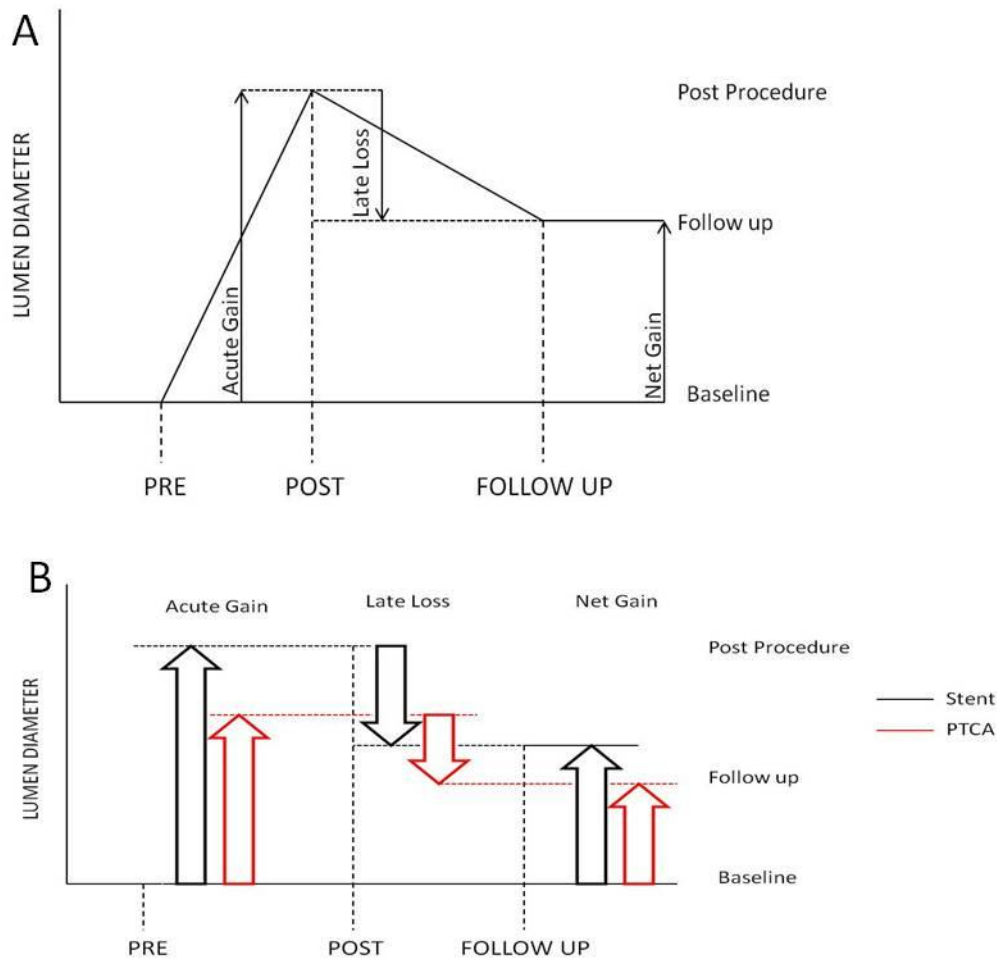 A
LUMEN DIAMETER
Acute Gain
Late Loss
Net Gain
Post Procedure
Follow up
Baseline
PRE
POST
FOLLOW UP
B
LUMEN DIAMETER
Acute Gain
Late Loss
Net Gain
Post Procedure
Follow up
Baseline
Stent
PTCA
PRE
POST
FOLLOW UP